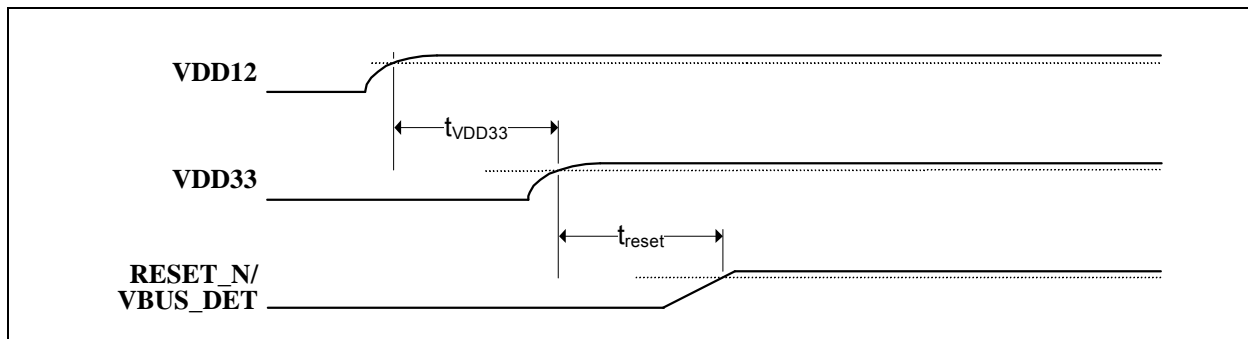 VDD12
tVDD33
VDD33
treset
RESET_N/
VBUS_DET